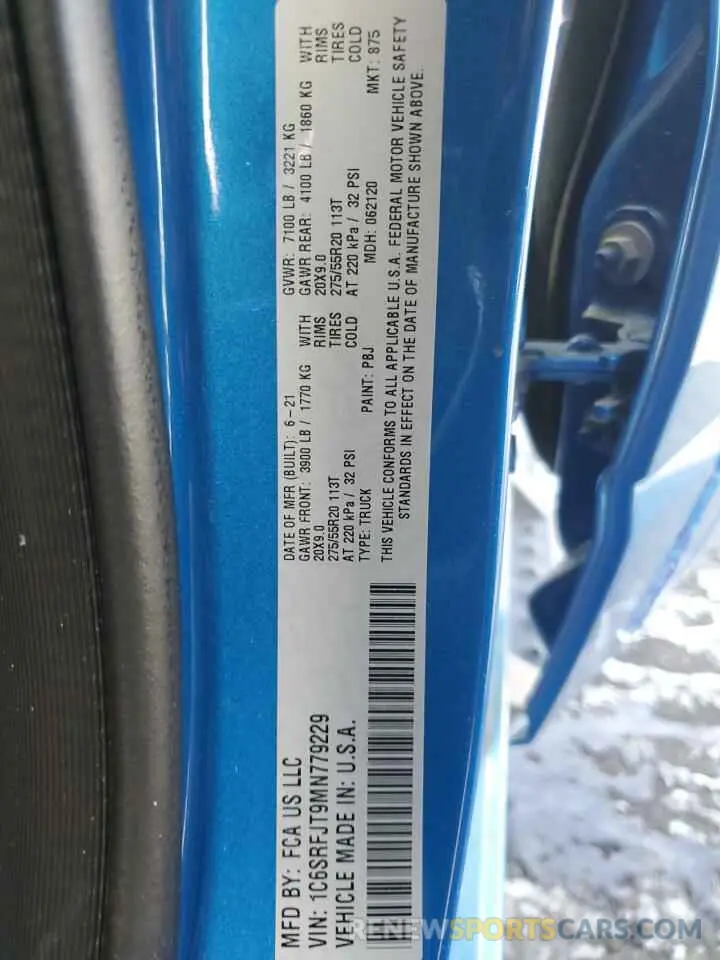 MFD BY: FCA US LLC
VIN: 1C6SRFJT9MN779229
VEHICLE MADE IN: U.S.A.
DATE OF MFR (BUILT): 6-21 GVWR: 7100 LB / 3221 KG
GAWR FRONT: 3900 LB / 1770 KG WITH GAWR REAR: 4100 LB / 1860 KG WITH
20X9.0 RIMS 20X9.0 RIMS
275/55R20 113T TIRES 275/55R20 113T TIRES
AT 220 kPa / 32 PSI COLD AT 220 kPa / 32 PSI COLD
TYPE: TRUCK PAINT: PBJ MDH: 062120 MKT: 875
THIS VEHICLE CONFORMS TO ALL APPLICABLE U.S.A. FEDERAL MOTOR VEHICLE SAFETY
STANDARDS IN EFFECT ON THE DATE OF MANUFACTURE SHOWN ABOVE.
RENEWSPORTSCARS.COM